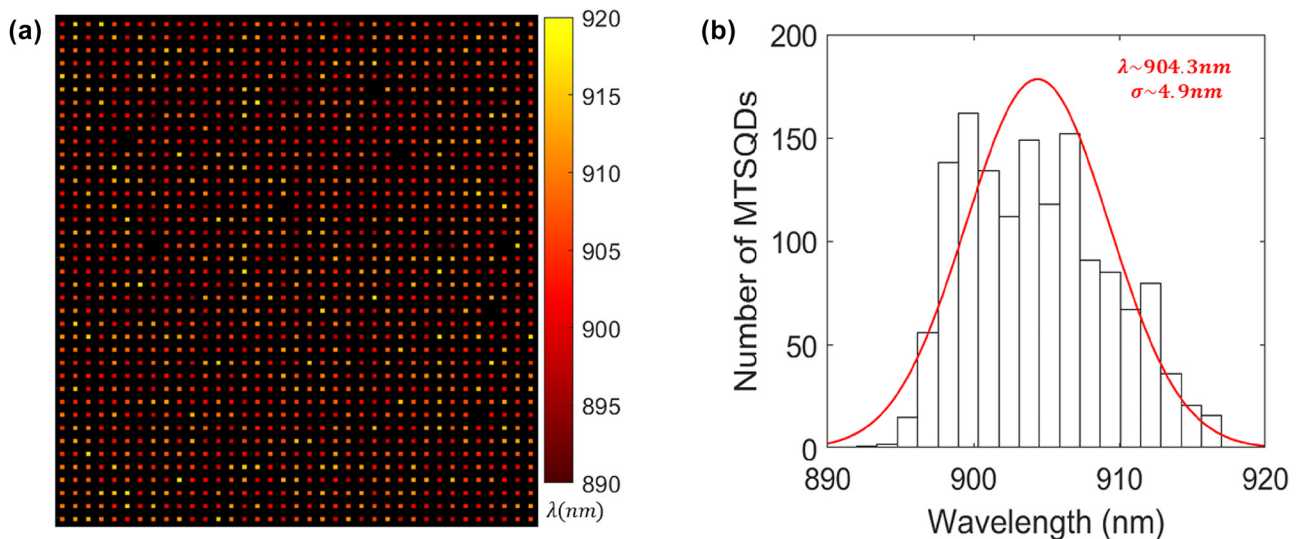 (a)
920
915
910
905
900
895
890
λ(nm)
(b)
Number of MTSQDs
200
150
100
50
0
λ~904.3nm
σ~4.9nm
890
900
910
920
Wavelength (nm)